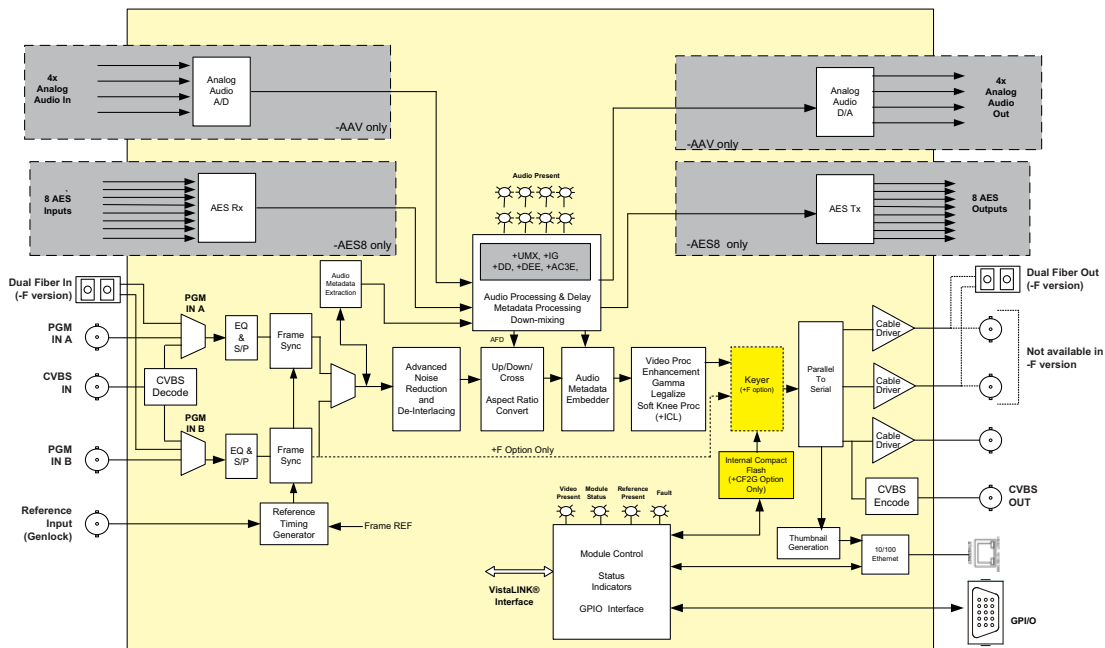 4x
Analog
Audio In
Analog
Audio
A/D
-AAV only
Analog
Audio
D/A
4x
Analog
Audio
Out
-AAV only
8 AES
Inputs
AES Rx
-AES8 only
Audio Present
AES Tx
8 AES
Outputs
-AES8 only
+UMX, +IG
+DD, +DEE, +AC3E,
Audio Processing & Delay
Metadata Processing
Down-mixing
Dual Fiber In
(-F version)
PGM
IN A
PGM
IN A
EQ
&
S/P
Frame
Sync
Audio
Metadata
Extraction
AFD
CVBS
IN
CVBS
Decode
Advanced
Noise
Reduction
and
De-Interlacing
Up/Down/
Cross
Aspect Ratio
Convert
Audio
Metadata
Embedder
Video Proc
Enhancement
Gamma
Legalize
Soft Knee Proc
(+ICL)
Keyer
(+F option)
Parallel
To
Serial
Cable
Driver
Cable
Driver
Cable
Driver
Dual Fiber Out
(-F version)
Not available in
-F version
PGM
IN B
PGM
IN B
EQ &
S/P
Frame
Sync
+F Option Only
Internal Compact
Flash
(+CF2G Option
Only)
CVBS
Encode
CVBS
OUT
Reference
Input
(Genlock)
Reference
Timing
Generator
Frame REF
Video
Present
Module
Status
Reference
Present
Fault
Thumbnail
Generation
10/100
Ethernet
VistaLINK®
Interface
Module Control
Status
Indicators
GPIO Interface
GPI/O